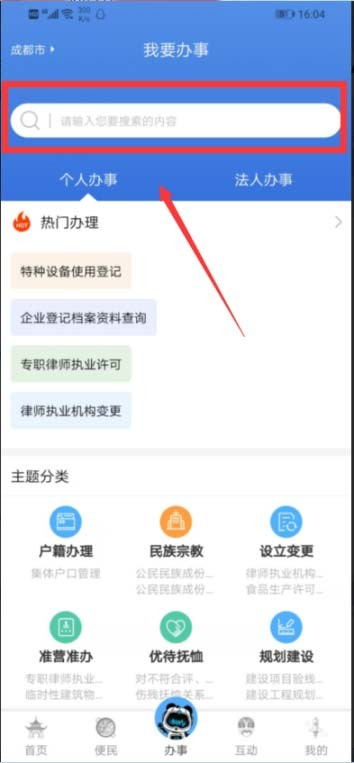 HD 300 K/s 16:04
成都市 我要办事
请输入您要搜索的内容
个人办事 法人办事
HOT 热门办理
特种设备使用登记
企业登记档案资料查询
专职律师执业许可
律师执业机构变更
主题分类
户籍办理 民族宗教 设立变更
集体户口管理 公民民族成份... 律师执业机构...
公民民族成份... 食品生产许可...
准营准办 优待抚恤 规划建设
专职律师执业... 对不符合评、... 建设项目验线...
临时性建筑物... 伤残抚恤关系... 建设工程规划...
首页 便民 办事 互动 我的